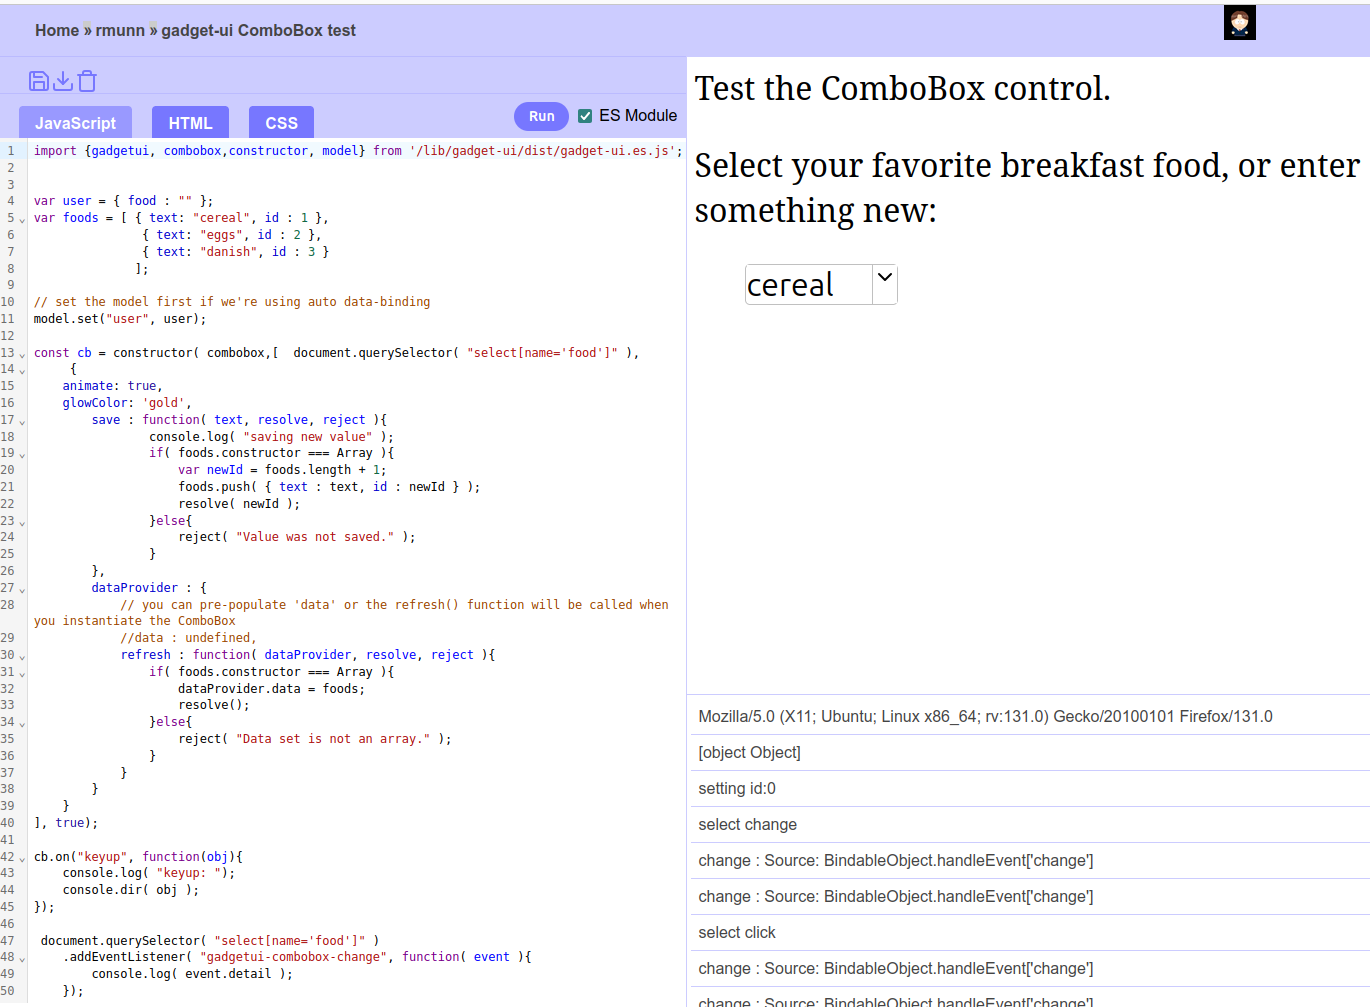 Home » rmunn » gadget-ui ComboBox test
JavaScript
HTML
CSS
Run
ES Module
1 import {gadgetui, combobox,constructor, model} from '/lib/gadget-ui/dist/gadget-ui.es.js';
2
3
4 var user = { food : "" };
5 var foods = [ { text: "cereal", id : 1 },
6 { text: "eggs", id : 2 },
7 { text: "danish", id : 3 }
8 ];
9
10 // set the model first if we're using auto data-binding
11 model.set("user", user);
12
13 const cb = constructor( combobox,[ document.querySelector( "select[name='food']" ),
14 {
15 animate: true,
16 glowColor: 'gold',
17 save : function( text, resolve, reject ){
18 console.log( "saving new value" );
19 if( foods.constructor === Array ){
20 var newId = foods.length + 1;
21 foods.push( { text : text, id : newId } );
22 resolve( newId );
23 }else{
24 reject( "Value was not saved." );
25 }
26 },
27 dataProvider : {
28 // you can pre-populate 'data' or the refresh() function will be called when
you instantiate the ComboBox
29 //data : undefined,
30 refresh : function( dataProvider, resolve, reject ){
31 if( foods.constructor === Array ){
32 dataProvider.data = foods;
33 resolve();
34 }else{
35 reject( "Data set is not an array." );
36 }
37 }
38 }
39 }
40 ], true);
41
42 cb.on("keyup", function(obj){
43 console.log( "keyup: ");
44 console.dir( obj );
45 });
46
47 document.querySelector( "select[name='food']" )
48 .addEventListener( "gadgetui-combobox-change", function( event ){
49 console.log( event.detail );
50 });
Test the ComboBox control.
Select your favorite breakfast food, or enter
something new:
cereal
Mozilla/5.0 (X11; Ubuntu; Linux x86_64; rv:131.0) Gecko/20100101 Firefox/131.0
[object Object]
setting id:0
select change
change : Source: BindableObject.handleEvent['change']
change : Source: BindableObject.handleEvent['change']
select click
change : Source: BindableObject.handleEvent['change']
change : Source: BindableObject.handleEvent['change']